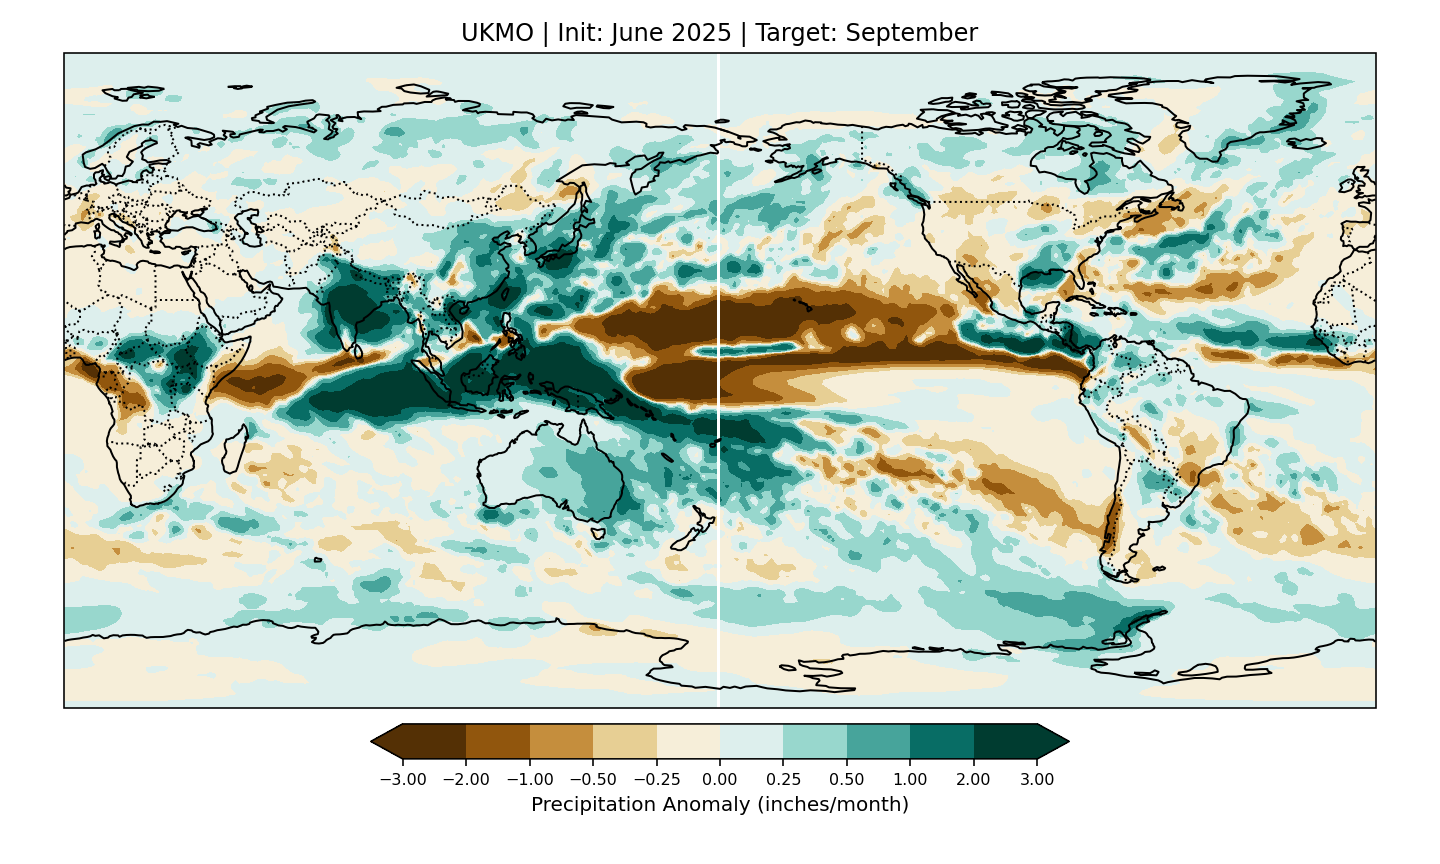 UKMO | Init: June 2025 | Target: September
−3.00 −2.00 −1.00 −0.50 −0.25 0.00 0.25 0.50 1.00 2.00 3.00
Precipitation Anomaly (inches/month)